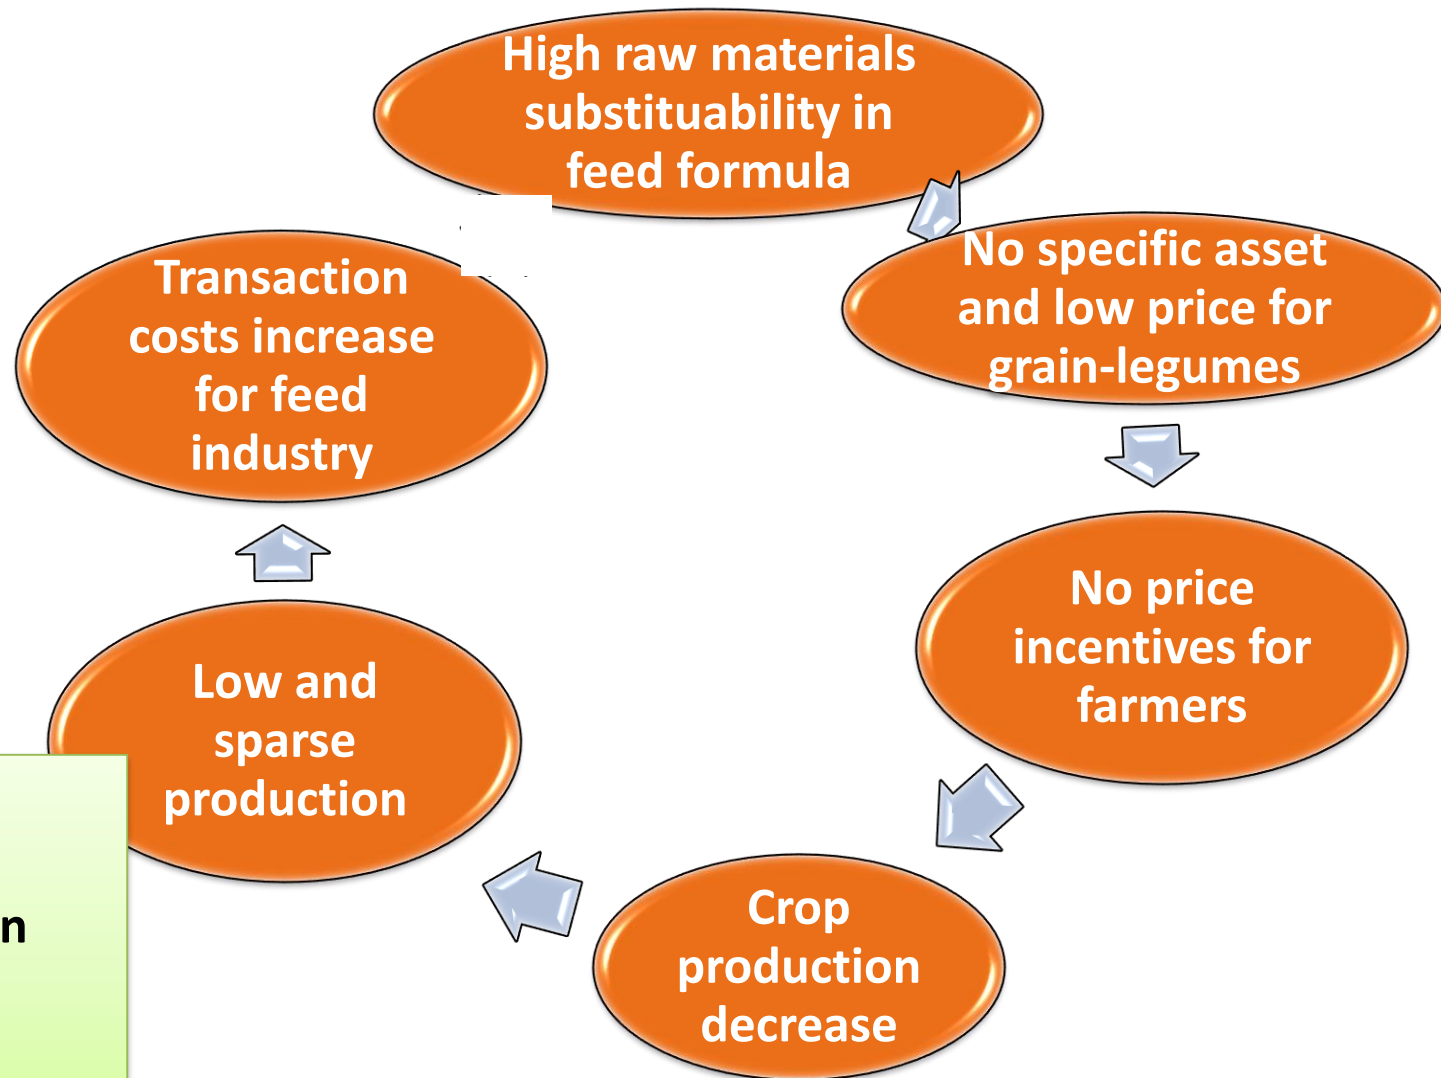 High raw materials
substituability in
feed formula
No specific asset
and low price for
grain-legumes
No price
incentives for
farmers
Crop
production
decrease
Low and
sparse
production
Transaction
costs increase
for feed
industry
n